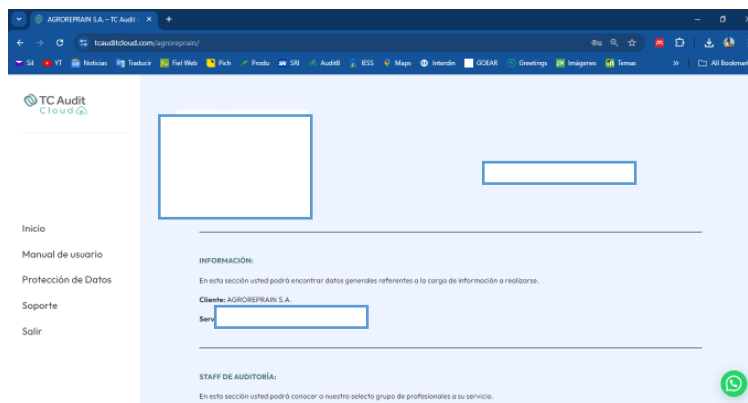 AGROREPRAIN S.A. – TC Audit
tcauditcloud.com/agroreprain/
Sil YT Noticias Traducir Fiel Web Pich Produ SRI AuditB IESS Maps Interdin GOEAR Greetings Imágenes Temas » All Bookmar
TC Audit
Cloud
Inicio
Manual de usuario
Protección de Datos
Soporte
Salir
INFORMACIÓN:
En esta sección usted podrá encontrar datos generales referentes a la carga de información a realizarse.
Cliente: AGROREPRAIN S.A.
Serv
STAFF DE AUDITORÍA:
En esta sección usted podrá conocer a nuestro selecto grupo de profesionales a su servicio.